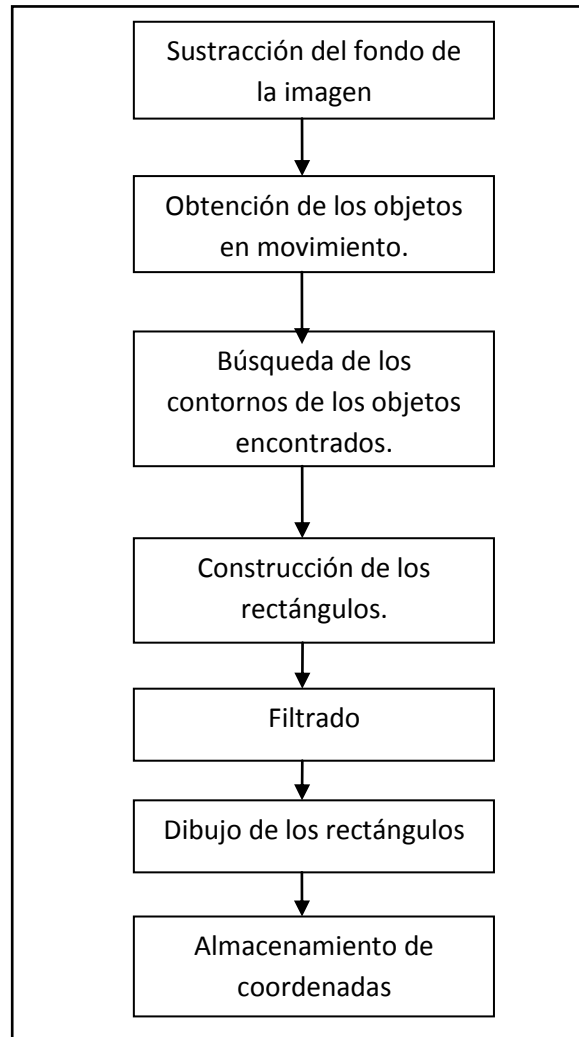 Sustracción del fondo de
la imagen
Obtención de los objetos
en movimiento.
Búsqueda de los
contornos de los objetos
encontrados.
Construcción de los
rectángulos.
Filtrado
Dibujo de los rectángulos
Almacenamiento de
coordenadas